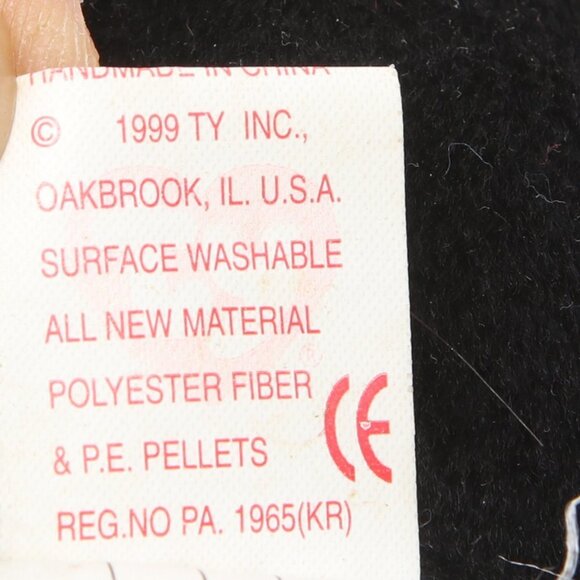 HANDMADE IN CHINA
© 1999 TY INC.,
OAKBROOK, IL. U.S.A.
SURFACE WASHABLE
ALL NEW MATERIAL
POLYESTER FIBER
& P.E. PELLETS
REG.NO PA. 1965(KR)
CE